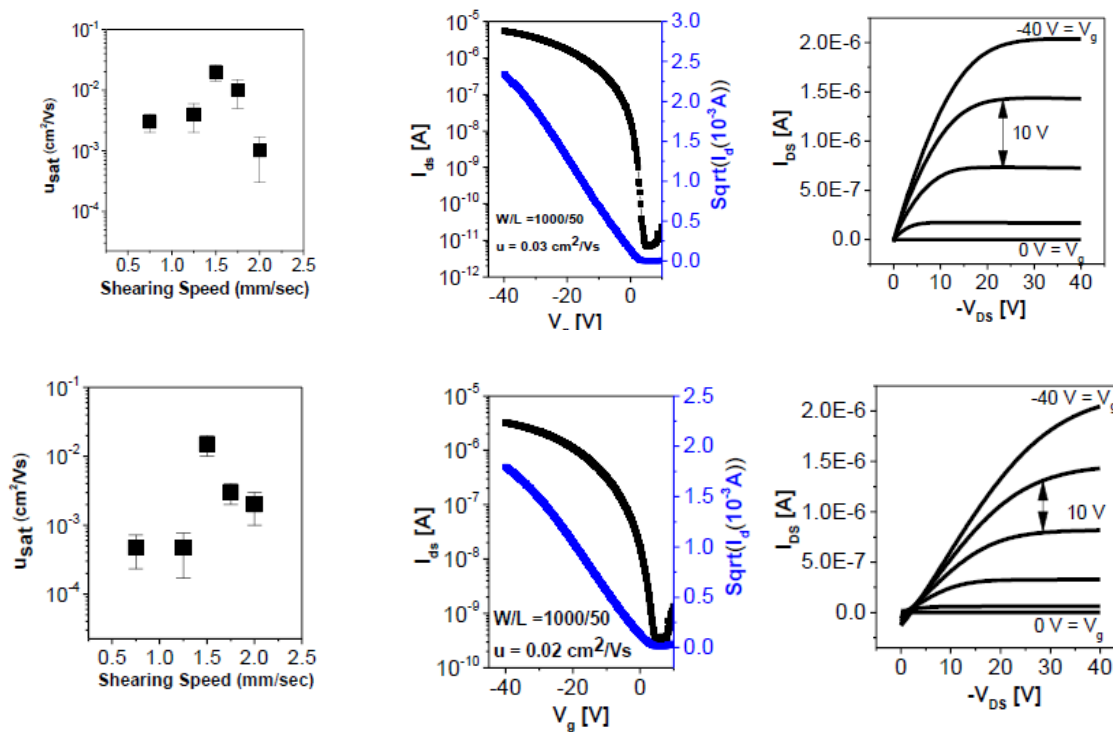 10⁻¹
10⁻²
10⁻³
10⁻⁴
u_sat (cm²/Vs)
0.5 1.0 1.5 2.0 2.5
Shearing Speed (mm/sec)
10⁻⁵
10⁻⁶
10⁻⁷
10⁻⁸
10⁻⁹
10⁻¹⁰
10⁻¹¹
10⁻¹²
I_ds [A]
W/L =1000/50
u = 0.03 cm²/Vs
3.0
2.5
2.0
1.5
1.0
0.5
0.0
Sqrt(I_d(10⁻³A))
-40 -20 0
[V]
2.0E-6
1.5E-6
1.0E-6
5.0E-7
0.0
I_DS [A]
-40 V = V_g
10 V
0 V = V_g
0 10 20 30 40
-V_DS [V]
10⁻¹
10⁻²
10⁻³
10⁻⁴
u_sat (cm²/Vs)
0.5 1.0 1.5 2.0 2.5
Shearing Speed (mm/sec)
10⁻⁵
10⁻⁶
10⁻⁷
10⁻⁸
10⁻⁹
10⁻¹⁰
I_ds [A]
W/L =1000/50
u = 0.02 cm²/Vs
2.5
2.0
1.5
1.0
0.5
0.0
Sqrt(I_d(10⁻³A))
-40 -20 0
V_g [V]
2.0E-6
1.5E-6
1.0E-6
5.0E-7
0.0
I_DS [A]
-40 V = V_g
10 V
0 V = V_g
0 10 20 30 40
-V_DS [V]